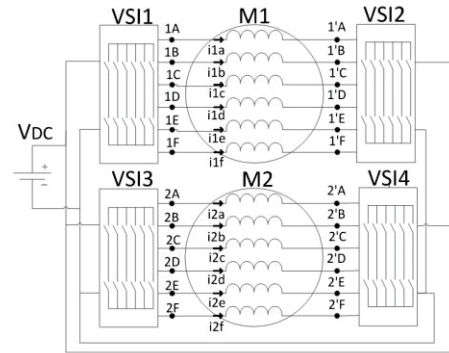 VSI1 M1 VSI2
1A i1a 1'A
1B i1b 1'B
1C i1c 1'C
1D i1d 1'D
1E i1e 1'E
1F i1f 1'F
VDC
+
-
VSI3 M2 VSI4
2A i2a 2'A
2B i2b 2'B
2C i2c 2'C
2D i2d 2'D
2E i2e 2'E
2F i2f 2'F